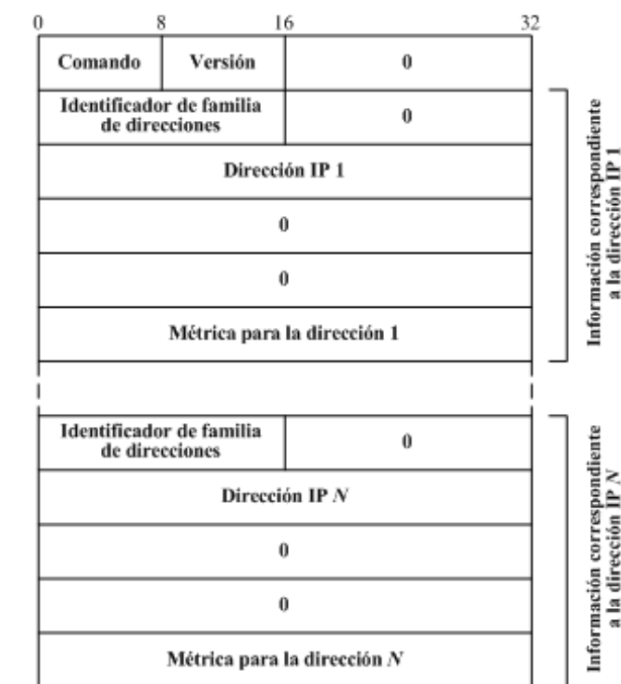 0 8 16 32
Comando Versión 0
Identificador de familia
de direcciones
0
Dirección IP 1
0
0
Métrica para la dirección 1
Información correspondiente
a la dirección IP 1
Identificador de familia
de direcciones
0
Dirección IP N
0
0
Métrica para la dirección N
Información correspondiente
a la dirección IP N